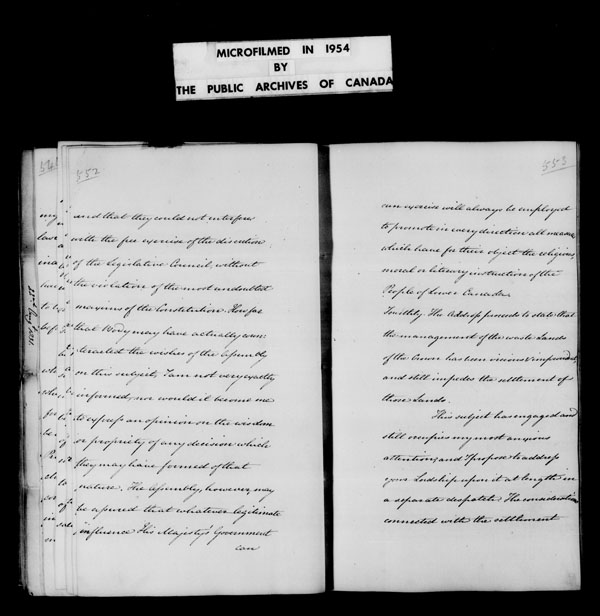 MICROFILMED IN 1954
BY
THE PUBLIC ARCHIVES OF CANADA
552
and that they could not interfere
with the free exercise of the discretion
of the Legislative Council, without
the violation of the most undoubted
maxims of the Constitution. How far
that Body may have actually coun-
teracted the wishes of the Assembly
on this subject, I am not very exactly
informed, nor would it become me
to express an opinion on the wisdom
or propriety of any decision which
they may have formed of that
nature. The Assembly, however, may
be assured that whatever legitimate
influence His Majesty's Government
can
553
can exercise will always be employed
to promote in every direction all measures
which have for their object the religious
moral or literary instruction of the
People of Lower Canada.
Twelfthly. The Address proceeds to state that
the management of the waste Lands
of the Crown has been vicious & improvident
and still impedes the settlement of
those Lands.
This subject has engaged and
still occupies my most anxious
attention, and I propose to address
your Lordship upon it at length in
a separate despatch. The considerations
connected with the settlement